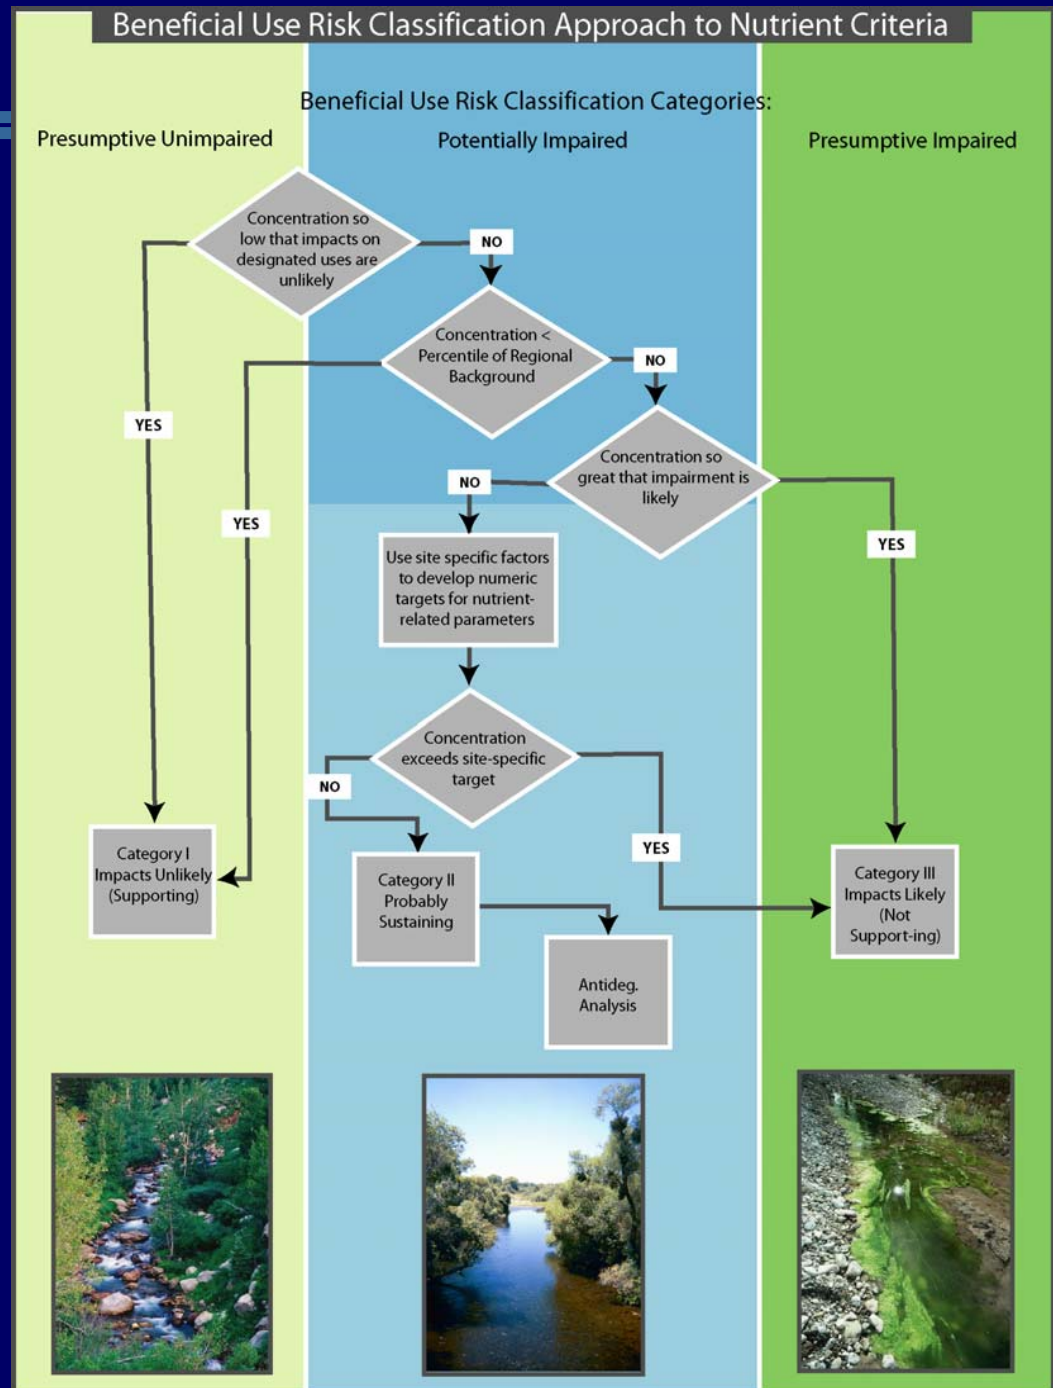 Beneficial Use Risk Classification Approach to Nutrient Criteria
Beneficial Use Risk Classification Categories:
Presumptive Unimpaired
Potentially Impaired
Presumptive Impaired
Concentration so
low that impacts on
designated uses are
unlikely
NO
Concentration <
Percentile of Regional
Background
NO
YES
Concentration so
great that impairment is
likely
NO
YES
YES
Use site specific factors
to develop numeric
targets for nutrient-
related parameters
Concentration
exceeds site-specific
target
NO
YES
Category I
Impacts Unlikely
(Supporting)
Category II
Probably
Sustaining
Category III
Impacts Likely
(Not
Support-ing)
Antideg.
Analysis